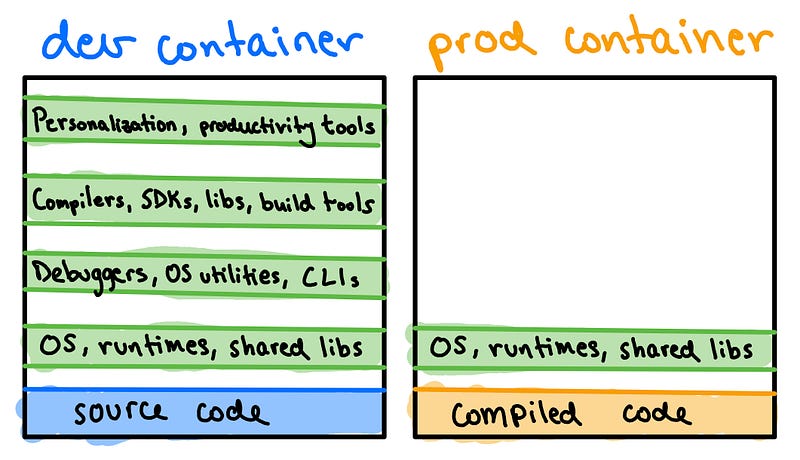 dev container
Personalization, productivity tools
Compilers, SDKs, libs, build tools
Debuggers, OS utilities, CLIs
OS, runtimes, shared libs
source code
prod container
OS, runtimes, shared libs
compiled code